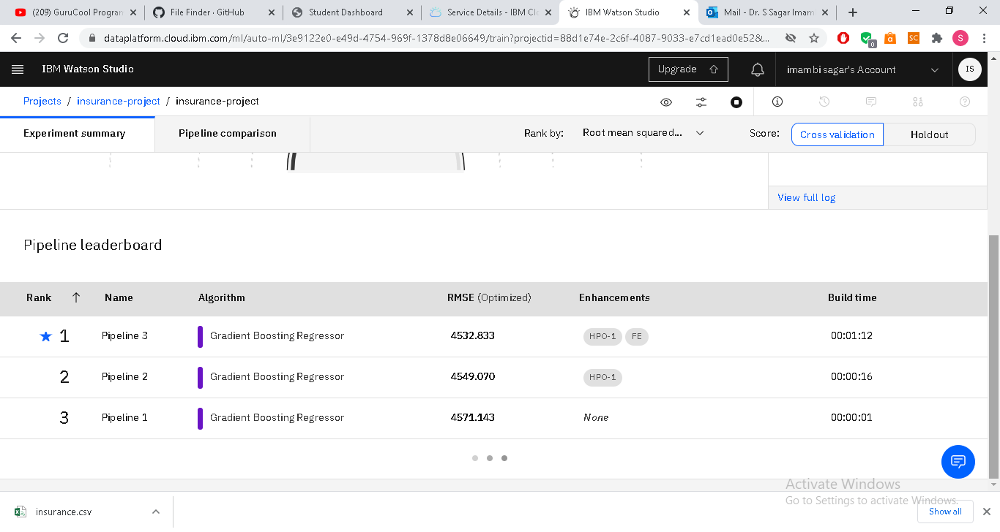 (209) GuruCool Program
File Finder · GitHub
Student Dashboard
Service Details - IBM Cl
IBM Watson Studio
Mail - Dr. S Sagar Imam
dataplatform.cloud.ibm.com/ml/auto-ml/3e9122e0-e49d-4754-969f-1378d8e06649/train?projectid=88d1e74e-2c6f-4087-9033-e7cd1ead0e52&...
0
a
SC
S
IBM Watson Studio
Upgrade
imambi sagar's Account
IS
Projects / insurance-project / insurance-project
Experiment summary
Pipeline comparison
Rank by:
Root mean squared...
Score:
Cross validation
Holdout
View full log
Pipeline leaderboard
Rank Name Algorithm RMSE (Optimized) Enhancements Build time
1 Pipeline 3 Gradient Boosting Regressor 4532.833 HPO-1 FE 00:01:12
2 Pipeline 2 Gradient Boosting Regressor 4549.070 HPO-1 00:00:16
3 Pipeline 1 Gradient Boosting Regressor 4571.143 None 00:00:01
Activate Windows
Go to Settings to activate Windows.
insurance.csv
Show all